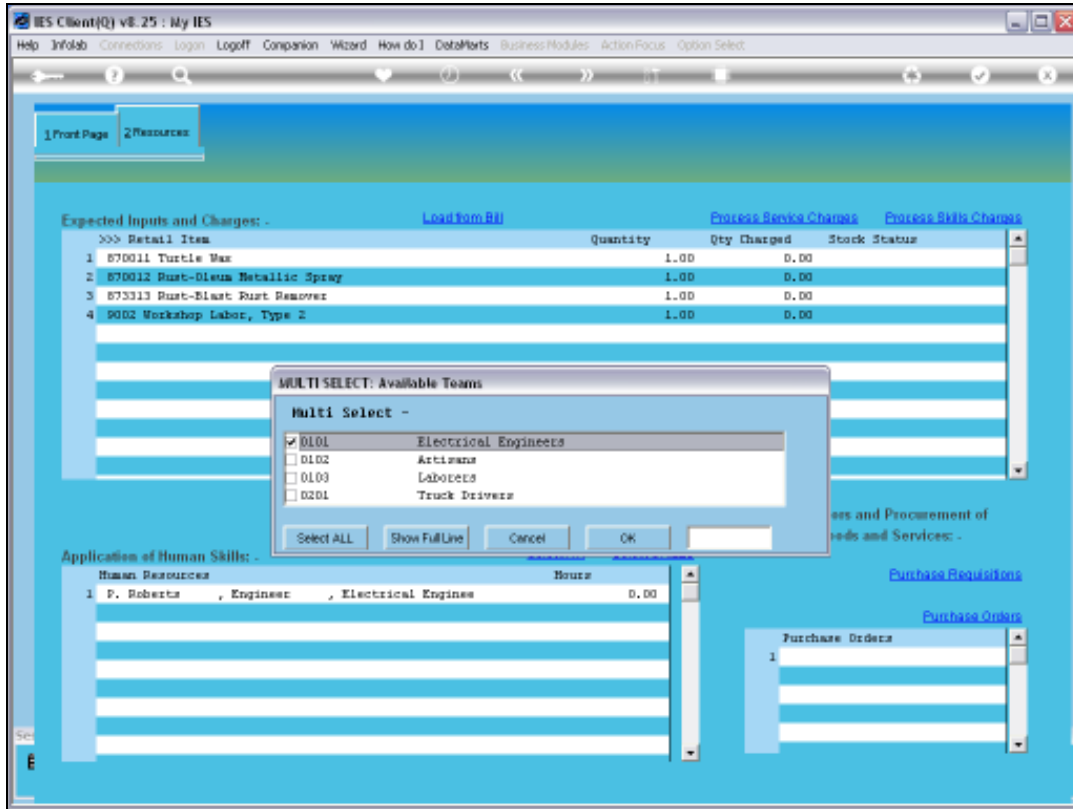 IES Client(Q) v8.25 : My IES
Help Infolab Connections Logon Logoff Companion Wizard How do I DataMarts Business Modules Action Focus Option Select
1 Front Page 2 Resources
Expected Inputs and Charges: - Load from Bill Process Service Charges Process Skills Charges
>>> Retail Item Quantity Qty Charged Stock Status
1 870011 Turtle Wax 1.00 0.00
2 870012 Rust-Oleum Metallic Spray 1.00 0.00
3 873313 Rust-Blast Rust Remover 1.00 0.00
4 9002 Workshop Labor, Type 2 1.00 0.00
MULTI SELECT: Available Teams
Multi Select -
0101 Electrical Engineers
0102 Artisans
0103 Laborers
0201 Truck Drivers
Select ALL Show Full Line Cancel OK
ors and Procurement of
oods and Services: -
Application of Human Skills: -
Human Resources Hours
1 P. Roberts , Engineer , Electrical Enginee 0.00
Purchase Requisitions
Purchase Orders
Purchase Orders
1
Se